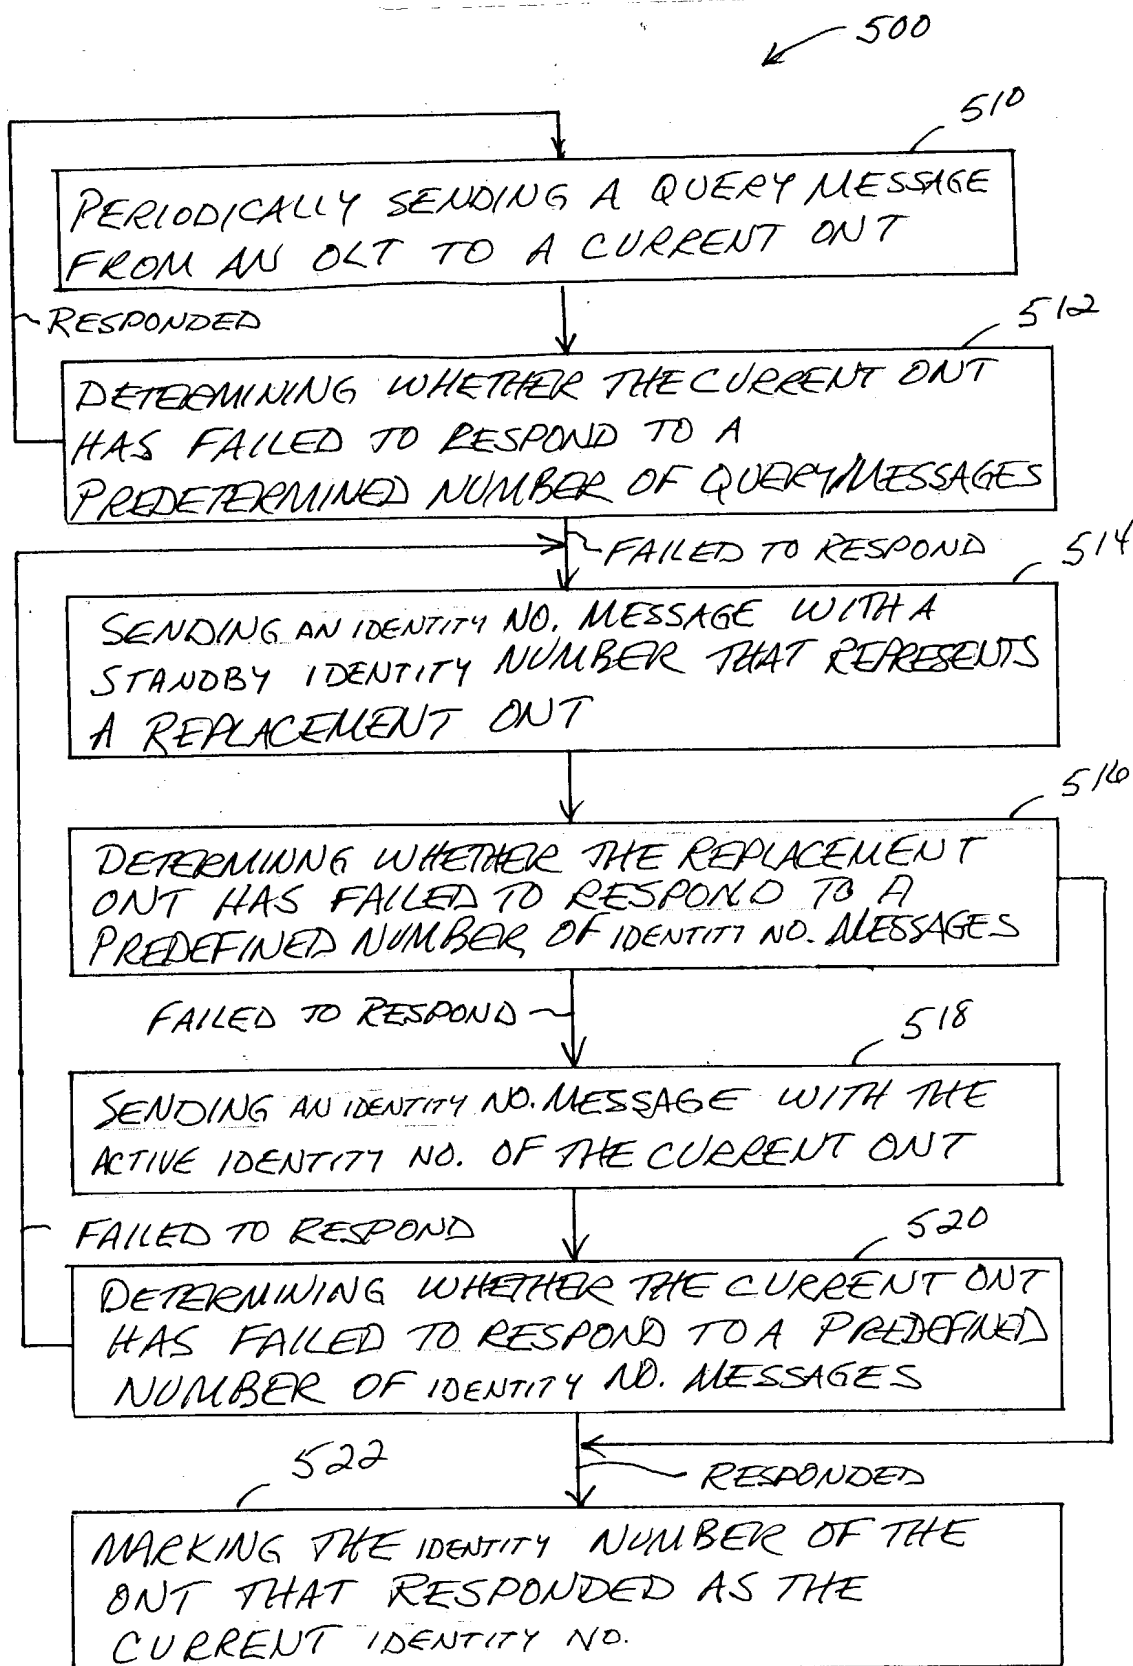 500
510
PERIODICALLY SENDING A QUERY MESSAGE
FROM AN OLT TO A CURRENT ONT
RESPONDED
512
DETERMINING WHETHER THE CURRENT ONT
HAS FAILED TO RESPOND TO A
PREDETERMINED NUMBER OF QUERY/MESSAGES
FAILED TO RESPOND
514
SENDING AN IDENTITY NO. MESSAGE WITH A
STANDBY IDENTITY NUMBER THAT REPRESENTS
A REPLACEMENT ONT
516
DETERMINNG WHETHER THE REPLACEMENT
ONT HAS FAILED TO RESPOND TO A
PREDEFINED NUMBER OF IDENTITY NO. MESSAGES
FAILED TO RESPOND
518
SENDING AN IDENTITY NO. MESSAGE WITH THE
ACTIVE IDENTITY NO. OF THE CURRENT ONT
FAILED TO RESPOND
520
DETERMINING WHETHER THE CURRENT ONT
HAS FAILED TO RESPOND TO A PREDEFINED
NUMBER OF IDENTITY NO. MESSAGES
RESPONDED
522
MARKING THE IDENTITY NUMBER OF THE
ONT THAT RESPONDED AS THE
CURRENT IDENTITY NO.